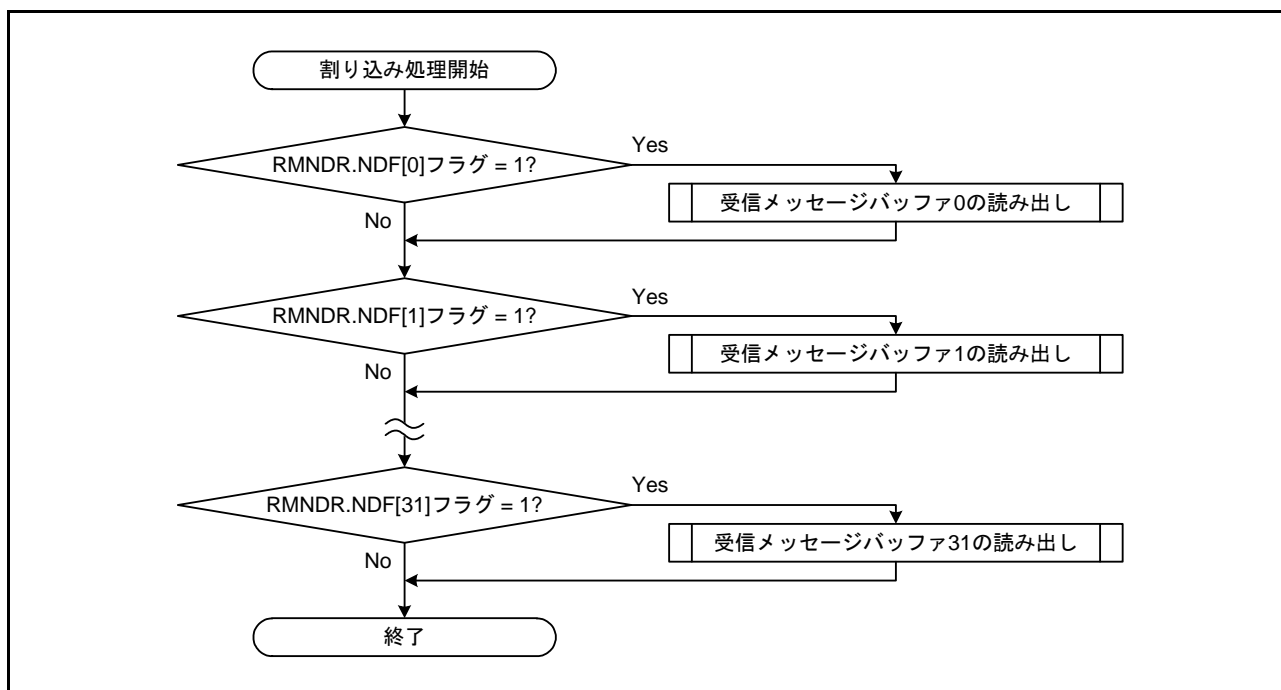 割り込み処理開始
RMNDR.NDF[0]フラグ = 1?
Yes
受信メッセージバッファ0の読み出し
No
RMNDR.NDF[1]フラグ = 1?
Yes
受信メッセージバッファ1の読み出し
No
RMNDR.NDF[31]フラグ = 1?
Yes
受信メッセージバッファ31の読み出し
No
終了